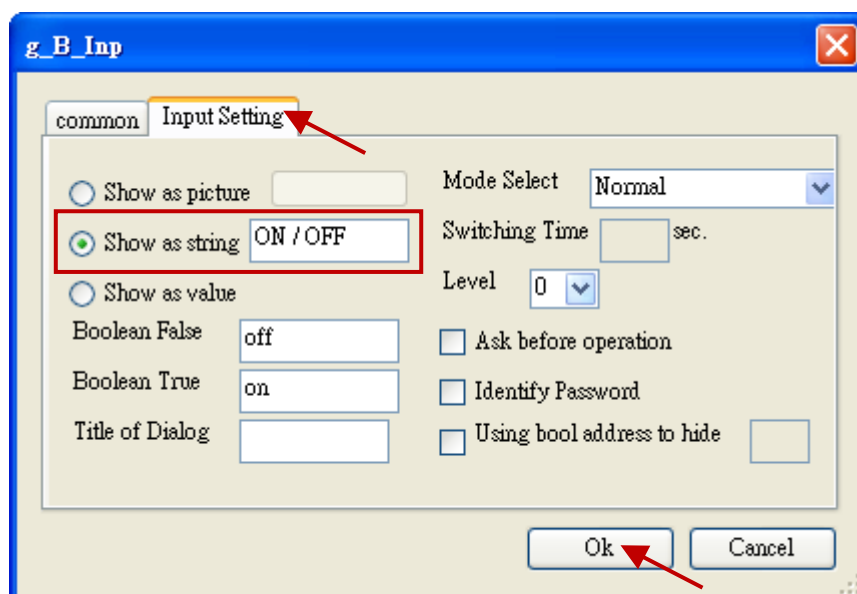 g_B_Inp
common
Input Setting
Show as picture
Show as string ON / OFF
Show as value
Boolean False off
Boolean True on
Title of Dialog
Mode Select Normal
Switching Time sec.
Level 0
Ask before operation
Identify Password
Using bool address to hide
Ok
Cancel